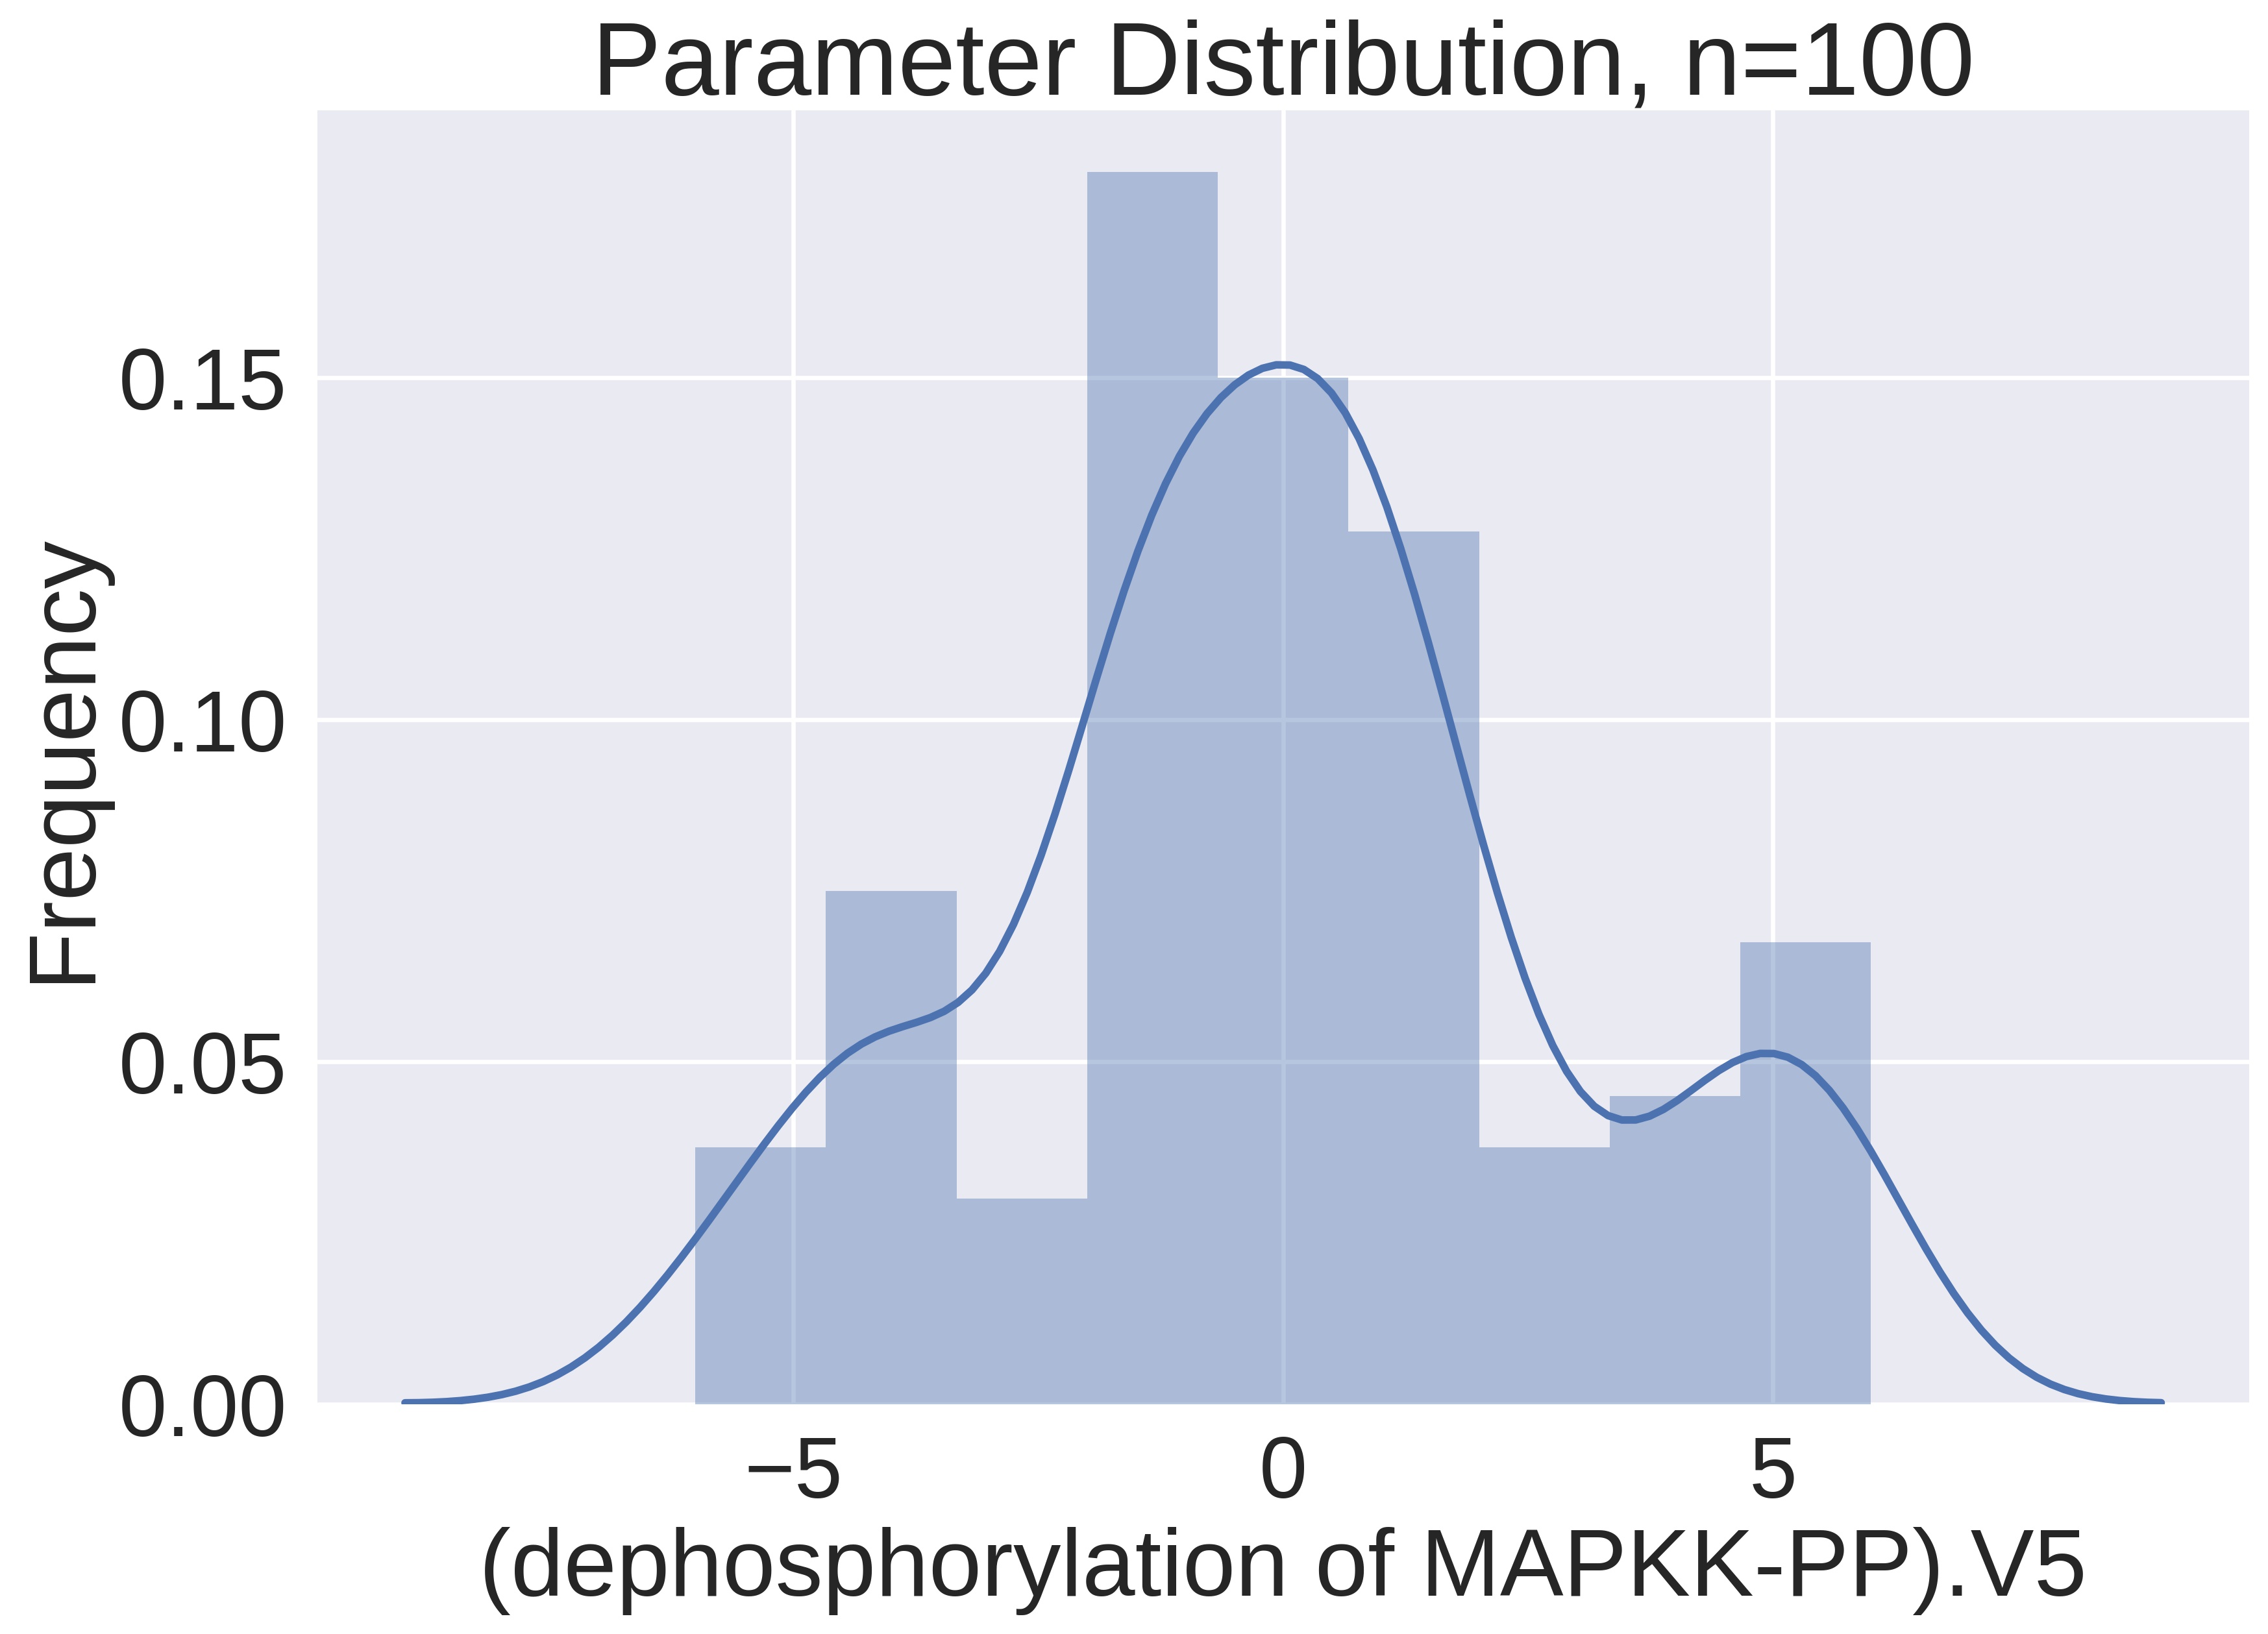 Parameter Distribution, n=100
Frequency
0.15
0.10
0.05
0.00
−5 0 5
(dephosphorylation of MAPKK-PP).V5